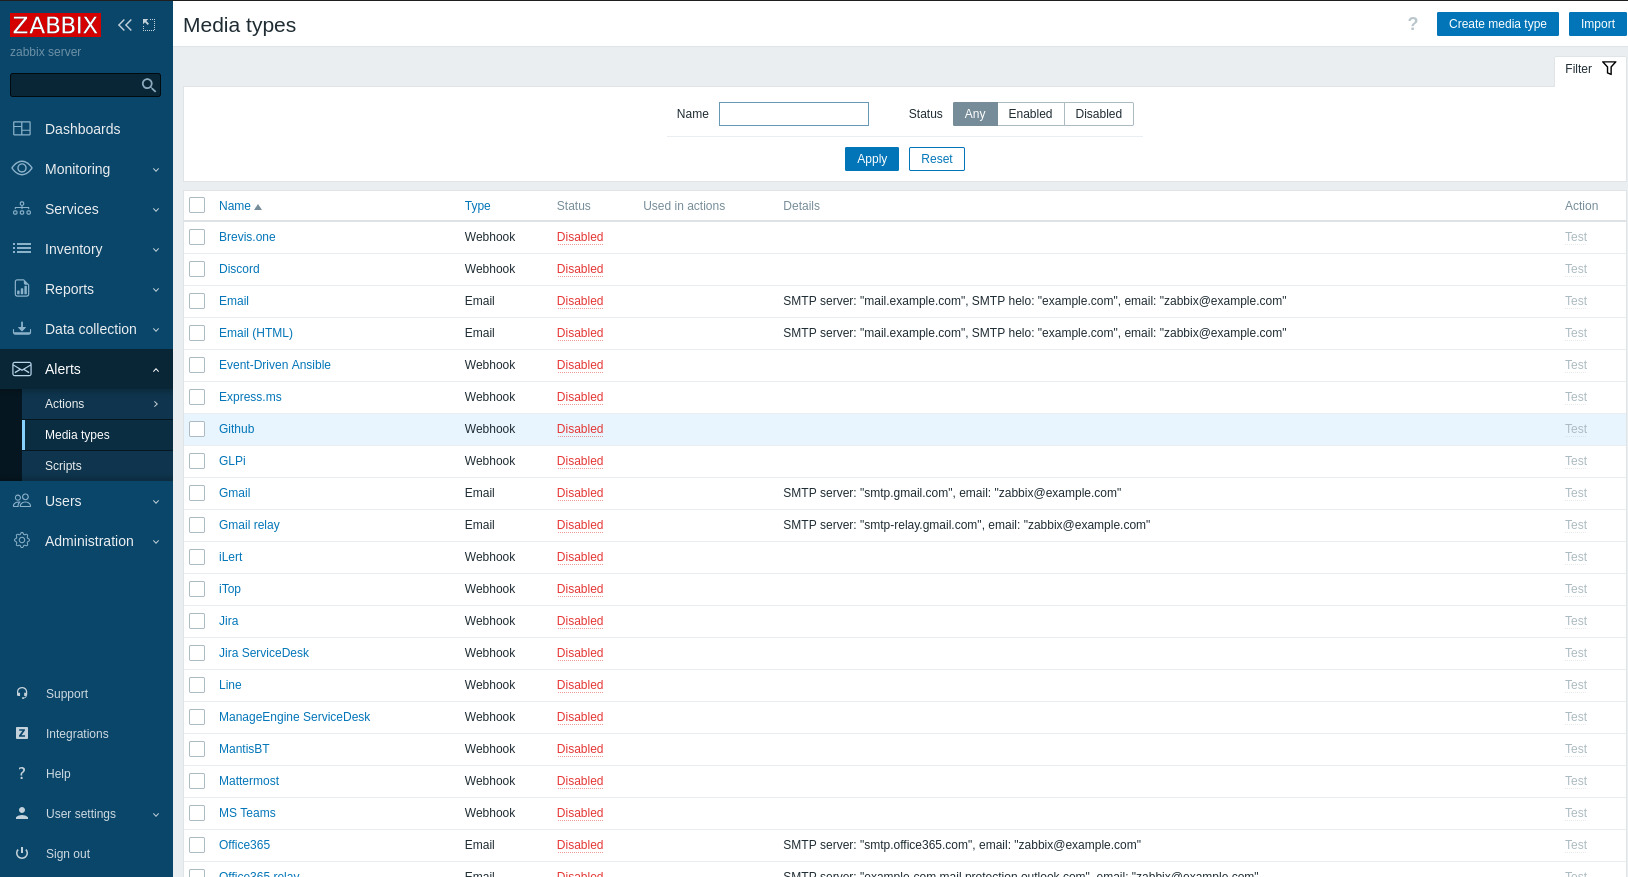 ZABBIX
zabbix server
Dashboards
Monitoring
Services
Inventory
Reports
Data collection
Alerts
Actions
Media types
Scripts
Users
Administration
Support
Integrations
? Help
User settings
Sign out
Media types
? Create media type Import
Filter
Name Status Any Enabled Disabled
Apply Reset
Name Type Status Used in actions Details Action
Brevis.one Webhook Disabled Test
Discord Webhook Disabled Test
Email Email Disabled SMTP server: "mail.example.com", SMTP helo: "example.com", email: "zabbix@example.com" Test
Email (HTML) Email Disabled SMTP server: "mail.example.com", SMTP helo: "example.com", email: "zabbix@example.com" Test
Event-Driven Ansible Webhook Disabled Test
Express.ms Webhook Disabled Test
Github Webhook Disabled Test
GLPi Webhook Disabled Test
Gmail Email Disabled SMTP server: "smtp.gmail.com", email: "zabbix@example.com" Test
Gmail relay Email Disabled SMTP server: "smtp-relay.gmail.com", email: "zabbix@example.com" Test
iLert Webhook Disabled Test
iTop Webhook Disabled Test
Jira Webhook Disabled Test
Jira ServiceDesk Webhook Disabled Test
Line Webhook Disabled Test
ManageEngine ServiceDesk Webhook Disabled Test
MantisBT Webhook Disabled Test
Mattermost Webhook Disabled Test
MS Teams Webhook Disabled Test
Office365 Email Disabled SMTP server: "smtp.office365.com", email: "zabbix@example.com" Test
Office365 relay Email Disabled SMTP server: "example-com.mail.protection.outlook.com", email: "zabbix@example.com" Test